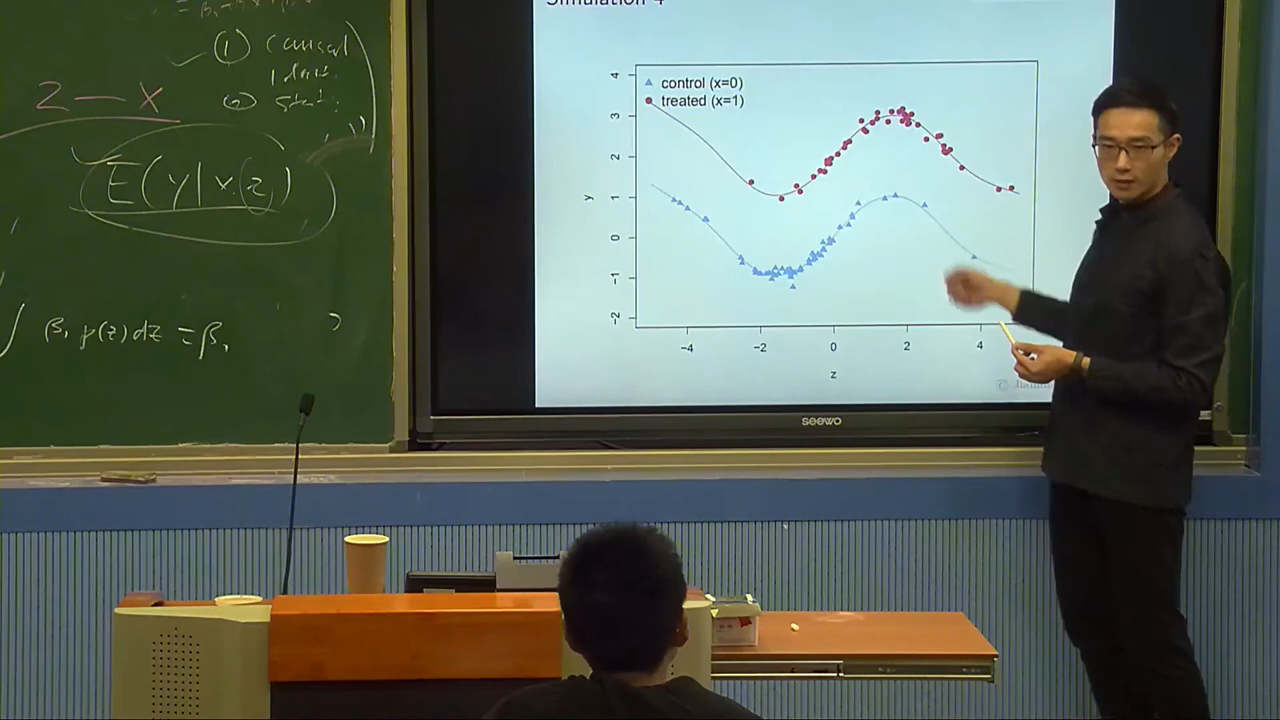 ① causal
2 — x
②
E(y|x,z)
∫ β₁ p(z)dz = β₁
Simulation 4
control (x=0)
treated (x=1)
y
4
3
2
1
0
−1
−2
−4 −2 0 2 4
z
seewo